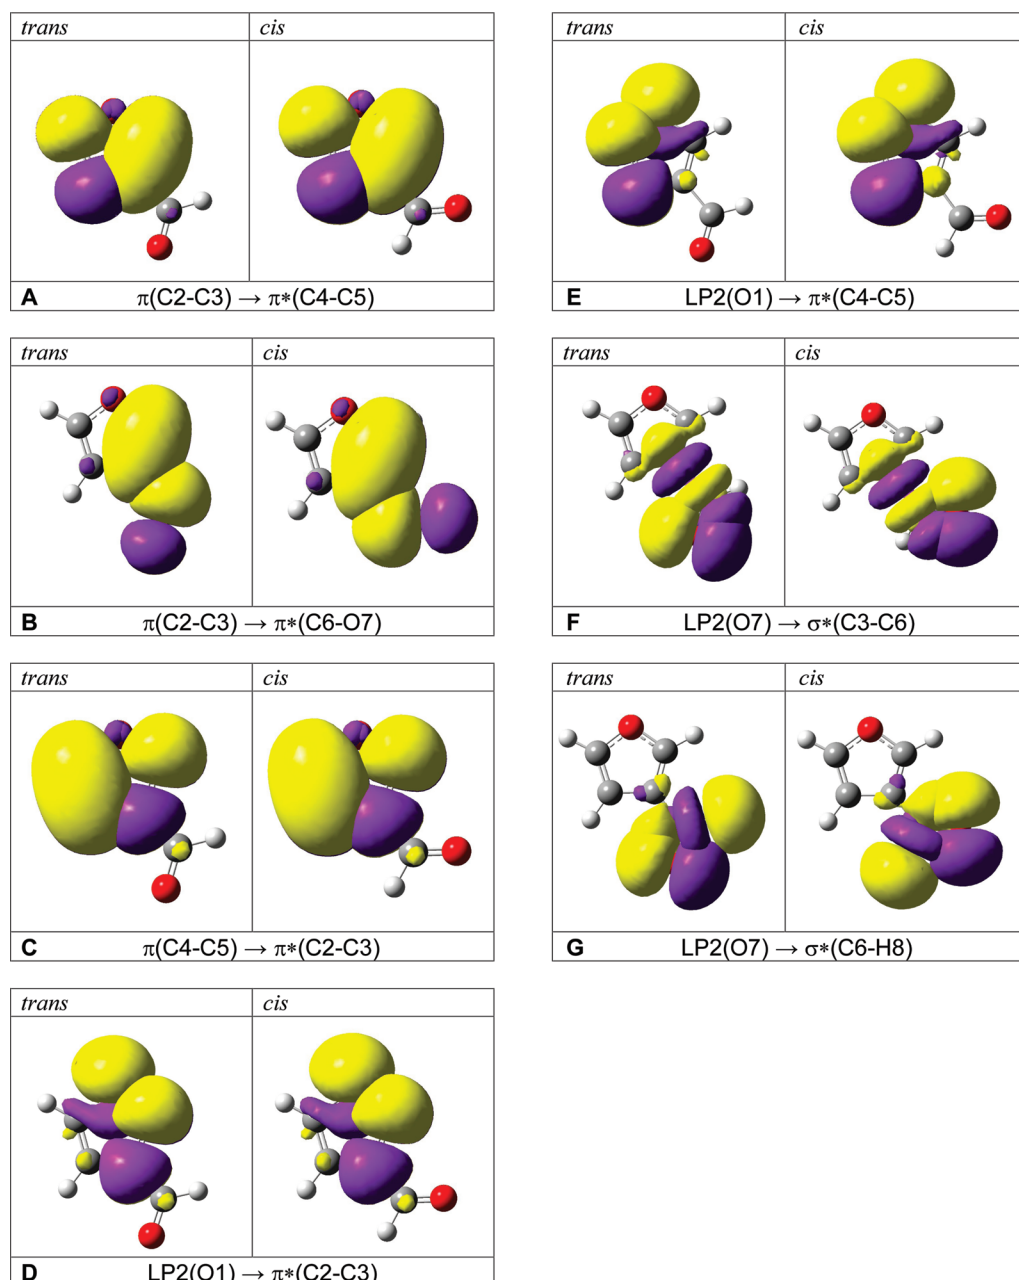 trans cis
A π(C2-C3) → π*(C4-C5)
trans cis
B π(C2-C3) → π*(C6-O7)
trans cis
C π(C4-C5) → π*(C2-C3)
trans cis
D LP2(O1) → π*(C2-C3)
trans cis
E LP2(O1) → π*(C4-C5)
trans cis
F LP2(O7) → σ*(C3-C6)
trans cis
G LP2(O7) → σ*(C6-H8)